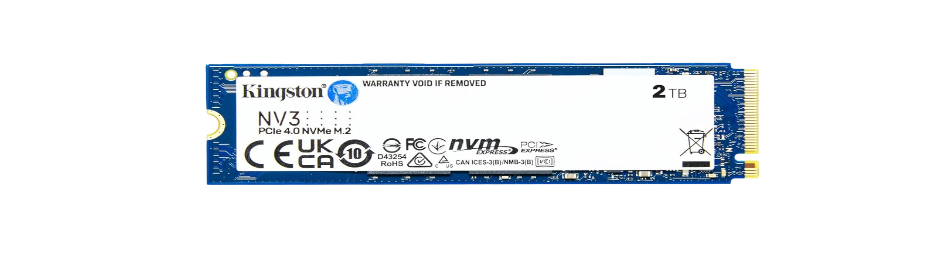 Kingston
WARRANTY VOID IF REMOVED
2 TB
NV3
PCIe 4.0 NVMe M.2
CE UK CA 10
D43254
RoHS
FC
nvm
EXPRESS
PCI
EXPRESS®
C US
CAN ICES-3(B)/NMB-3(B)